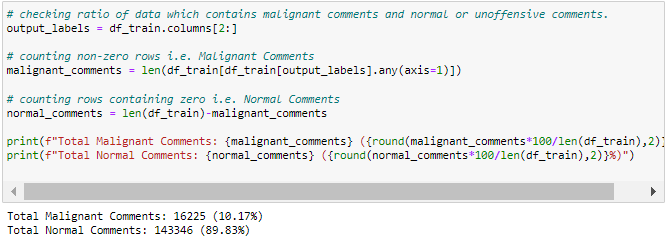 # checking ratio of data which contains malignant comments and normal or unoffensive comments.
output_labels = df_train.columns[2:]
# counting non-zero rows i.e. Malignant Comments
malignant_comments = len(df_train[df_train[output_labels].any(axis=1)])
# counting rows containing zero i.e. Normal Comments
normal_comments = len(df_train)-malignant_comments
print(f"Total Malignant Comments: {malignant_comments} ({round(malignant_comments*100/len(df_train),2)}
print(f"Total Normal Comments: {normal_comments} ({round(normal_comments*100/len(df_train),2)}%)")
Total Malignant Comments: 16225 (10.17%)
Total Normal Comments: 143346 (89.83%)